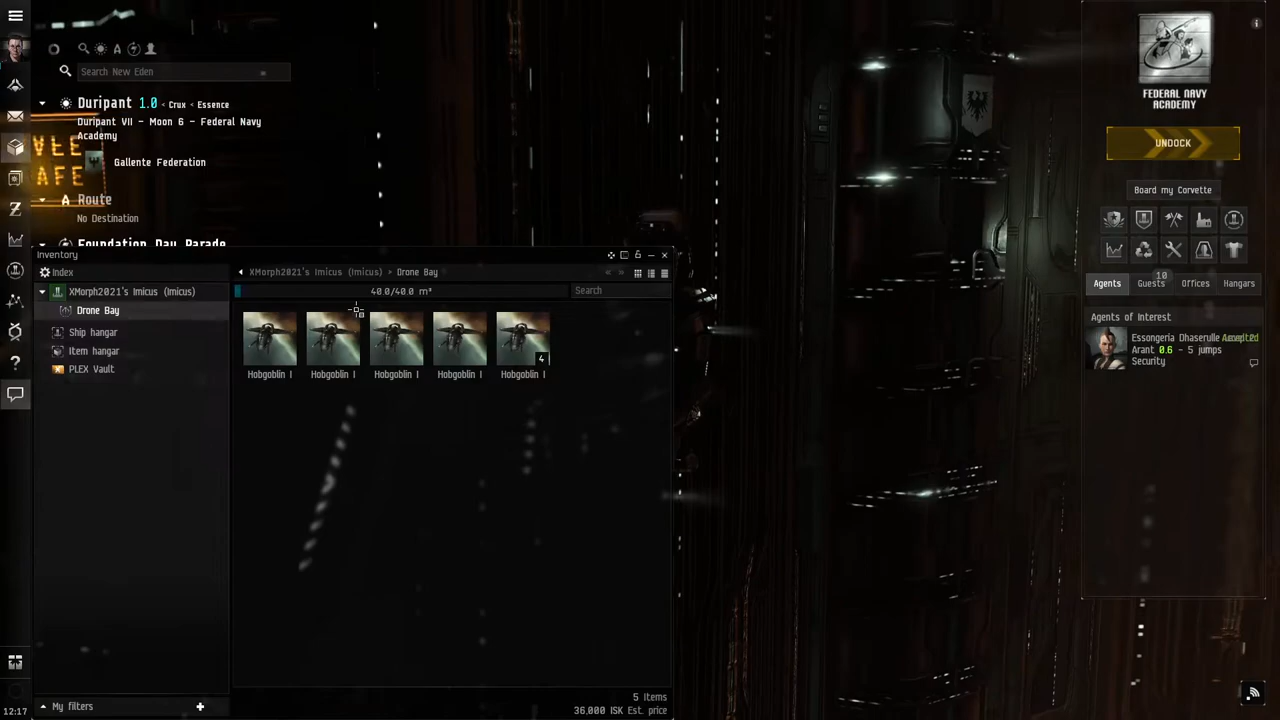 Search New Eden
Duripant 1.0 < Crux < Essence
Duripant VII - Moon 6 - Federal Navy
Academy
Gallente Federation
Route
No Destination
Foundation Day Parade
FEDERAL NAVY
ACADEMY
UNDOCK
Board my Corvette
10
Agents Guests Offices Hangars
Agents of Interest
Essongeria Dhaserulle
Arant 0.6 - 5 jumps
Security
Inventory
Index
XMorph2021's Imicus (Imicus) > Drone Bay
XMorph2021's Imicus (Imicus)
40.0/40.0 m³
Search
Drone Bay
Ship hangar
Item hangar
PLEX Vault
4
Hobgoblin I Hobgoblin I Hobgoblin I Hobgoblin I Hobgoblin I
5 Items
36,000 ISK Est. price
My filters
12:17